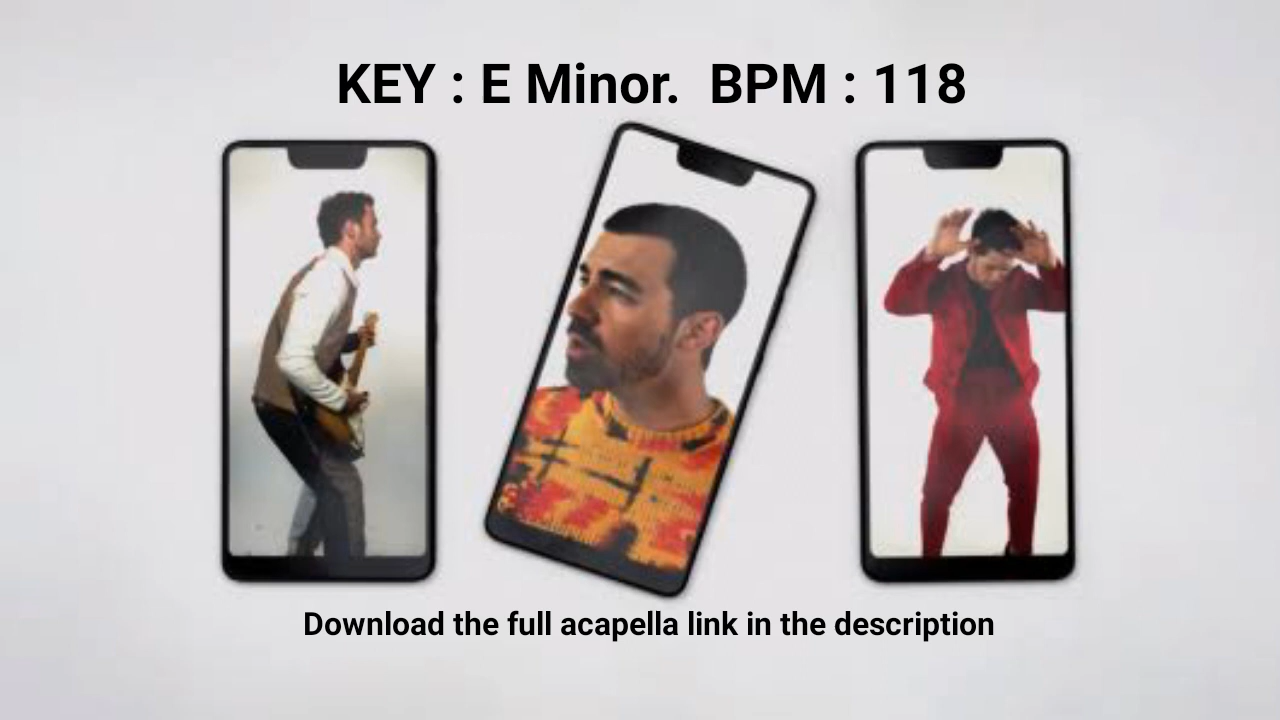 KEY : E Minor. BPM : 118
Download the full acapella link in the description